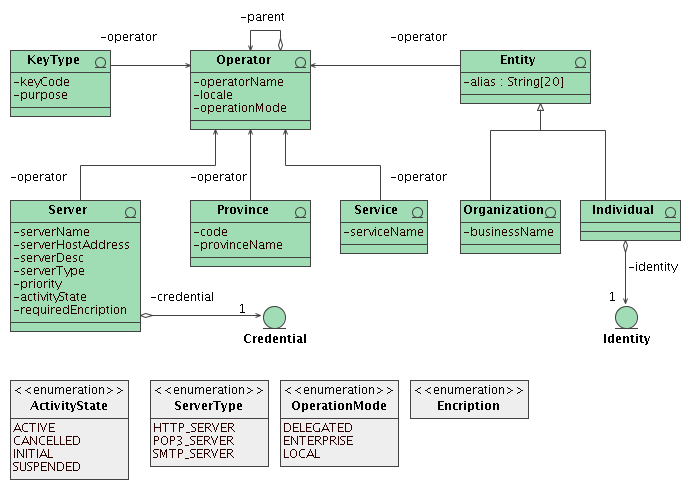 -parent
-operator
-operator
KeyType
-keyCode
-purpose
Operator
-operatorName
-locale
-operationMode
Entity
-alias : String[20]
-operator
-operator
-operator
Server
-serverName
-serverHostAddress
-serverDesc
-serverType
-priority
-activityState
-requiredEncription
Province
-code
-provinceName
Service
-serviceName
Organization
-businessName
Individual
-identity
1
Identity
-credential
1
Credential
<<enumeration>>
ActivityState
ACTIVE
CANCELLED
INITIAL
SUSPENDED
<<enumeration>>
ServerType
HTTP_SERVER
POP3_SERVER
SMTP_SERVER
<<enumeration>>
OperationMode
DELEGATED
ENTERPRISE
LOCAL
<<enumeration>>
Encription